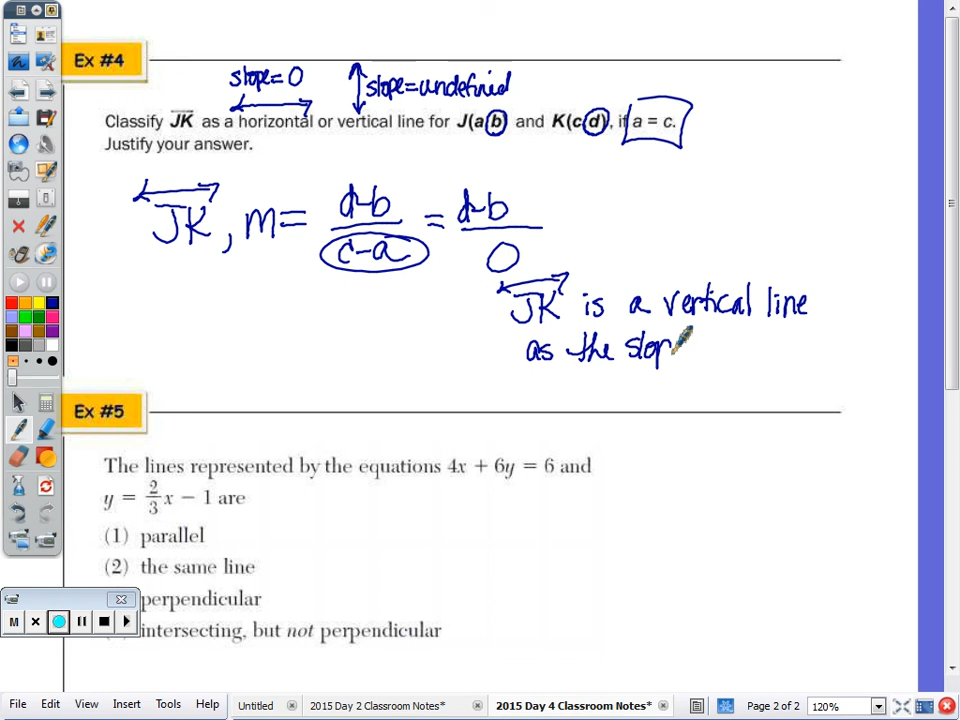 Ex #4
slope=0
slope=undefined
Classify JK as a horizontal or vertical line for J(a,b) and K(c,d), if a = c.
Justify your answer.
JK, m = d-b / c-a = d-b / 0
JK is a vertical line
as the slop
Ex #5
The lines represented by the equations 4x + 6y = 6 and
y = 2/3 x − 1 are
(1) parallel
(2) the same line
perpendicular
intersecting, but not perpendicular
M
File Edit View Insert Tools Help Untitled 2015 Day 2 Classroom Notes* 2015 Day 4 Classroom Notes* Page 2 of 2 120%